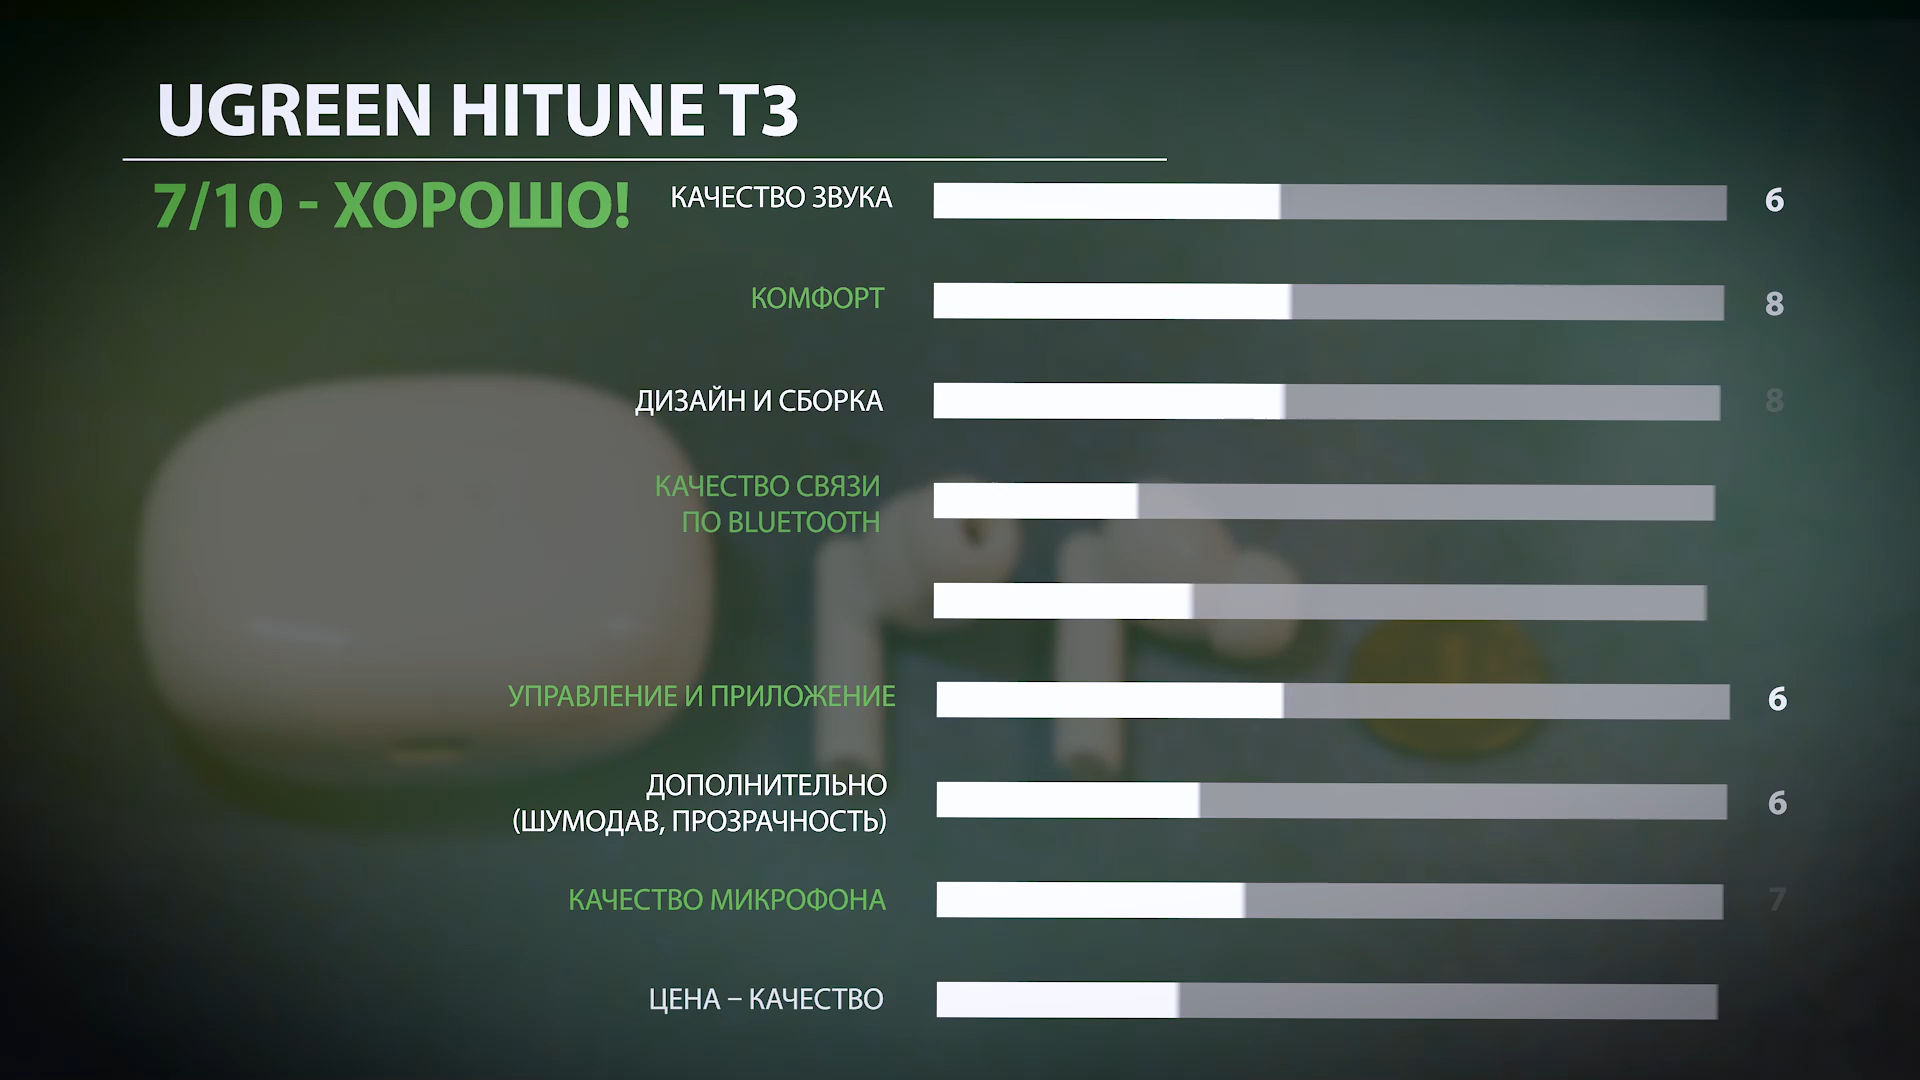 UGREEN HITUNE T3
7/10 - ХОРОШО!
КАЧЕСТВО ЗВУКА 6
КОМФОРТ 8
ДИЗАЙН И СБОРКА 8
КАЧЕСТВО СВЯЗИ
ПО BLUETOOTH
УПРАВЛЕНИЕ И ПРИЛОЖЕНИЕ 6
ДОПОЛНИТЕЛЬНО
(ШУМОДАВ, ПРОЗРАЧНОСТЬ) 6
КАЧЕСТВО МИКРОФОНА 7
ЦЕНА – КАЧЕСТВО